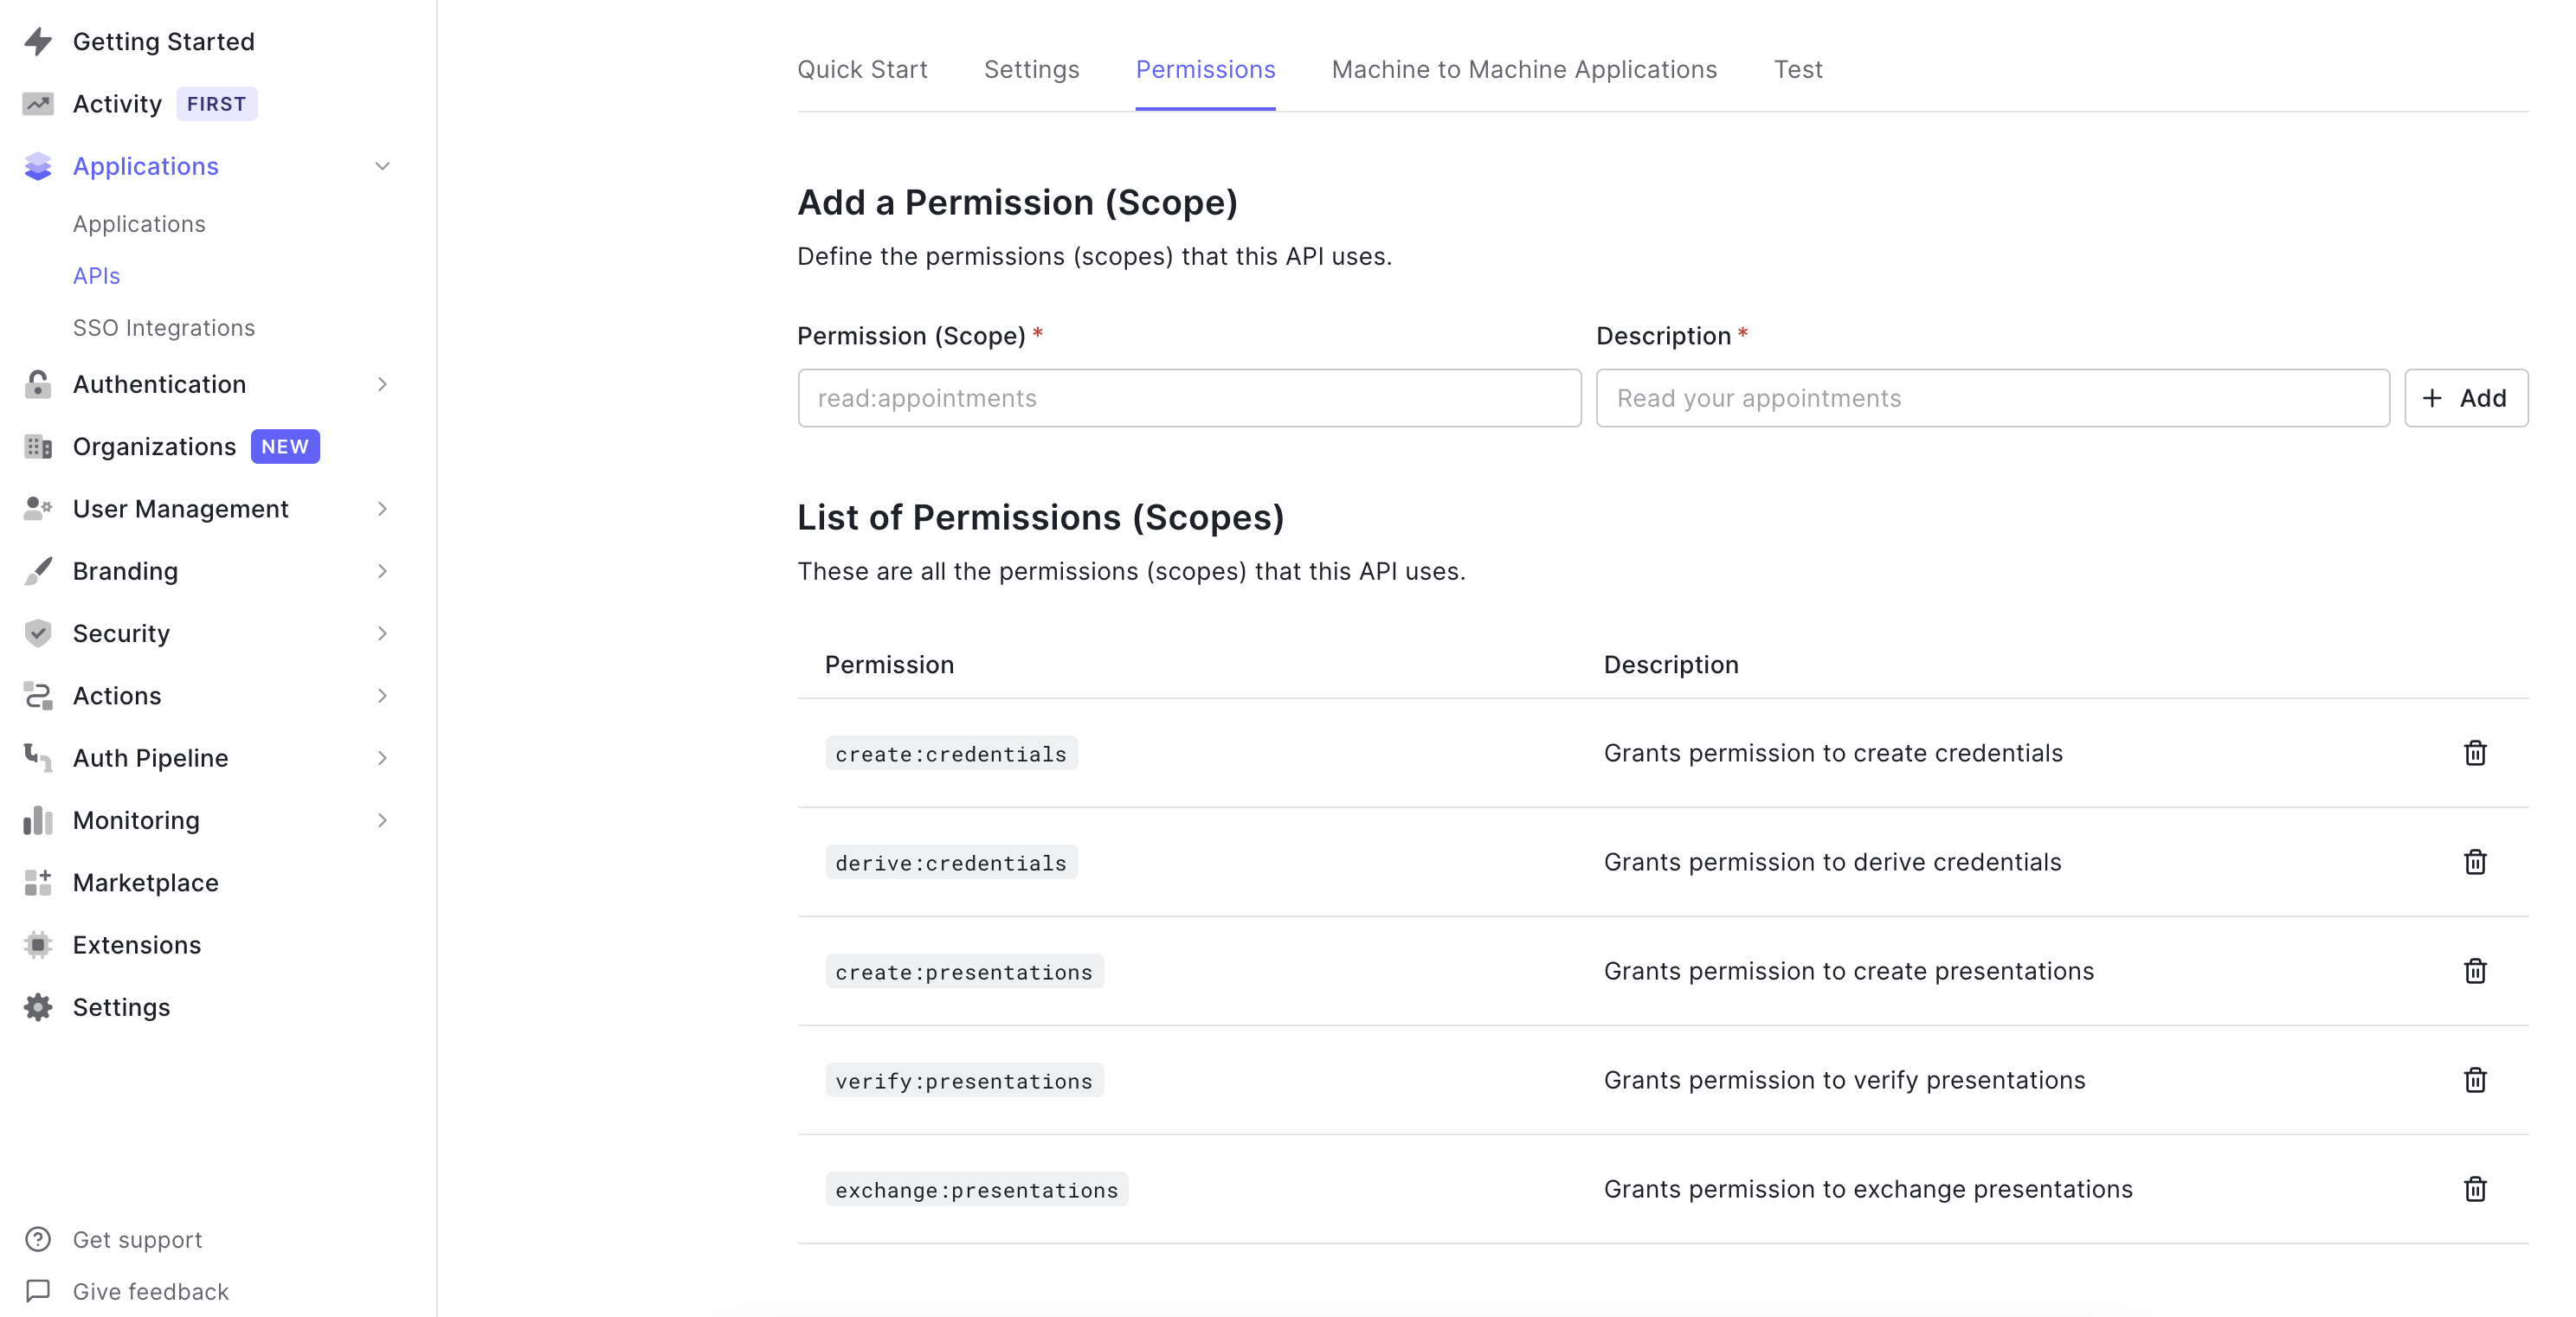 Getting Started
Activity FIRST
Applications
Applications
APIs
SSO Integrations
Authentication
Organizations NEW
User Management
Branding
Security
Actions
Auth Pipeline
Monitoring
Marketplace
Extensions
Settings
Get support
Give feedback
Quick Start Settings Permissions Machine to Machine Applications Test
Add a Permission (Scope)
Define the permissions (scopes) that this API uses.
Permission (Scope) * Description *
read:appointments Read your appointments + Add
List of Permissions (Scopes)
These are all the permissions (scopes) that this API uses.
Permission Description
create:credentials Grants permission to create credentials
derive:credentials Grants permission to derive credentials
create:presentations Grants permission to create presentations
verify:presentations Grants permission to verify presentations
exchange:presentations Grants permission to exchange presentations